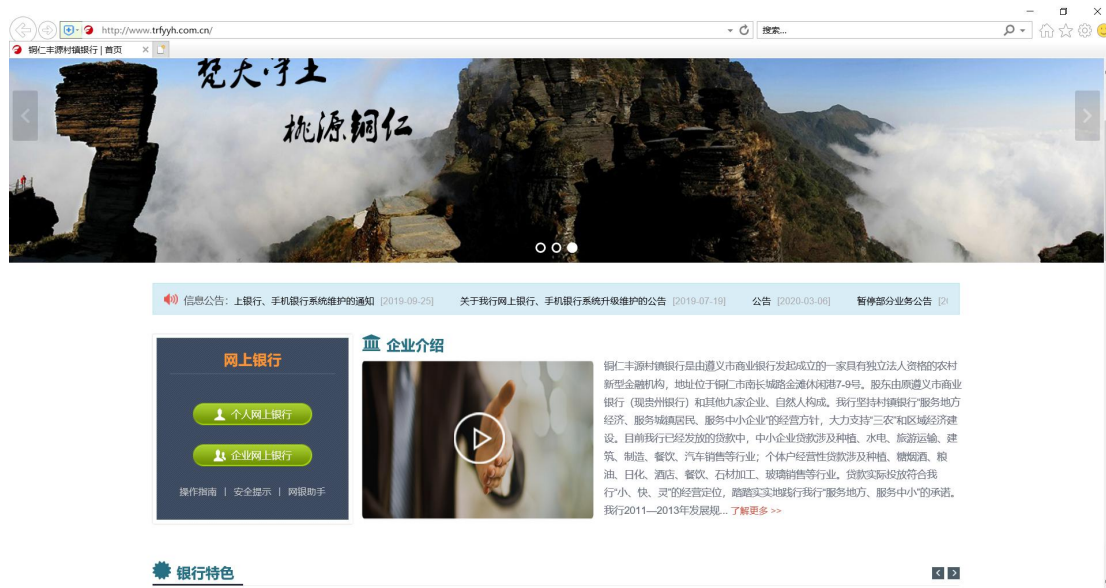 http://www.trfyyh.com.cn/
搜索...
铜仁丰源村镇银行 | 首页
梵天净土
桃源铜仁
信息公告：上银行、手机银行系统维护的通知 [2019-09-25] 关于我行网上银行、手机银行系统升级维护的公告 [2019-07-19] 公告 [2020-03-06] 暂停部分业务公告
网上银行
个人网上银行
企业网上银行
操作指南 | 安全提示 | 网银助手
企业介绍
铜仁丰源村镇银行是由遵义市商业银行发起成立的一家具有独立法人资格的农村
新型金融机构，地址位于铜仁市南长城路金滩休闲港7-9号。股东由原遵义市商业
银行（现贵州银行）和其他九家企业、自然人构成。我行坚持村镇银行“服务地方
经济、服务城镇居民、服务中小企业”的经营方针，大力支持“三农”和区域经济建
设。目前我行已经发放的贷款中，中小企业贷款涉及种植、水电、旅游运输、建
筑、制造、餐饮、汽车销售等行业；个体户经营性贷款涉及种植、糖烟酒、粮
油、日化、酒店、餐饮、石材加工、玻璃销售等行业。贷款实际投放符合我
行“小、快、灵”的经营定位，踏踏实实地践行我行“服务地方、服务中小”的承诺。
我行2011—2013年发展规... 了解更多 >>
银行特色